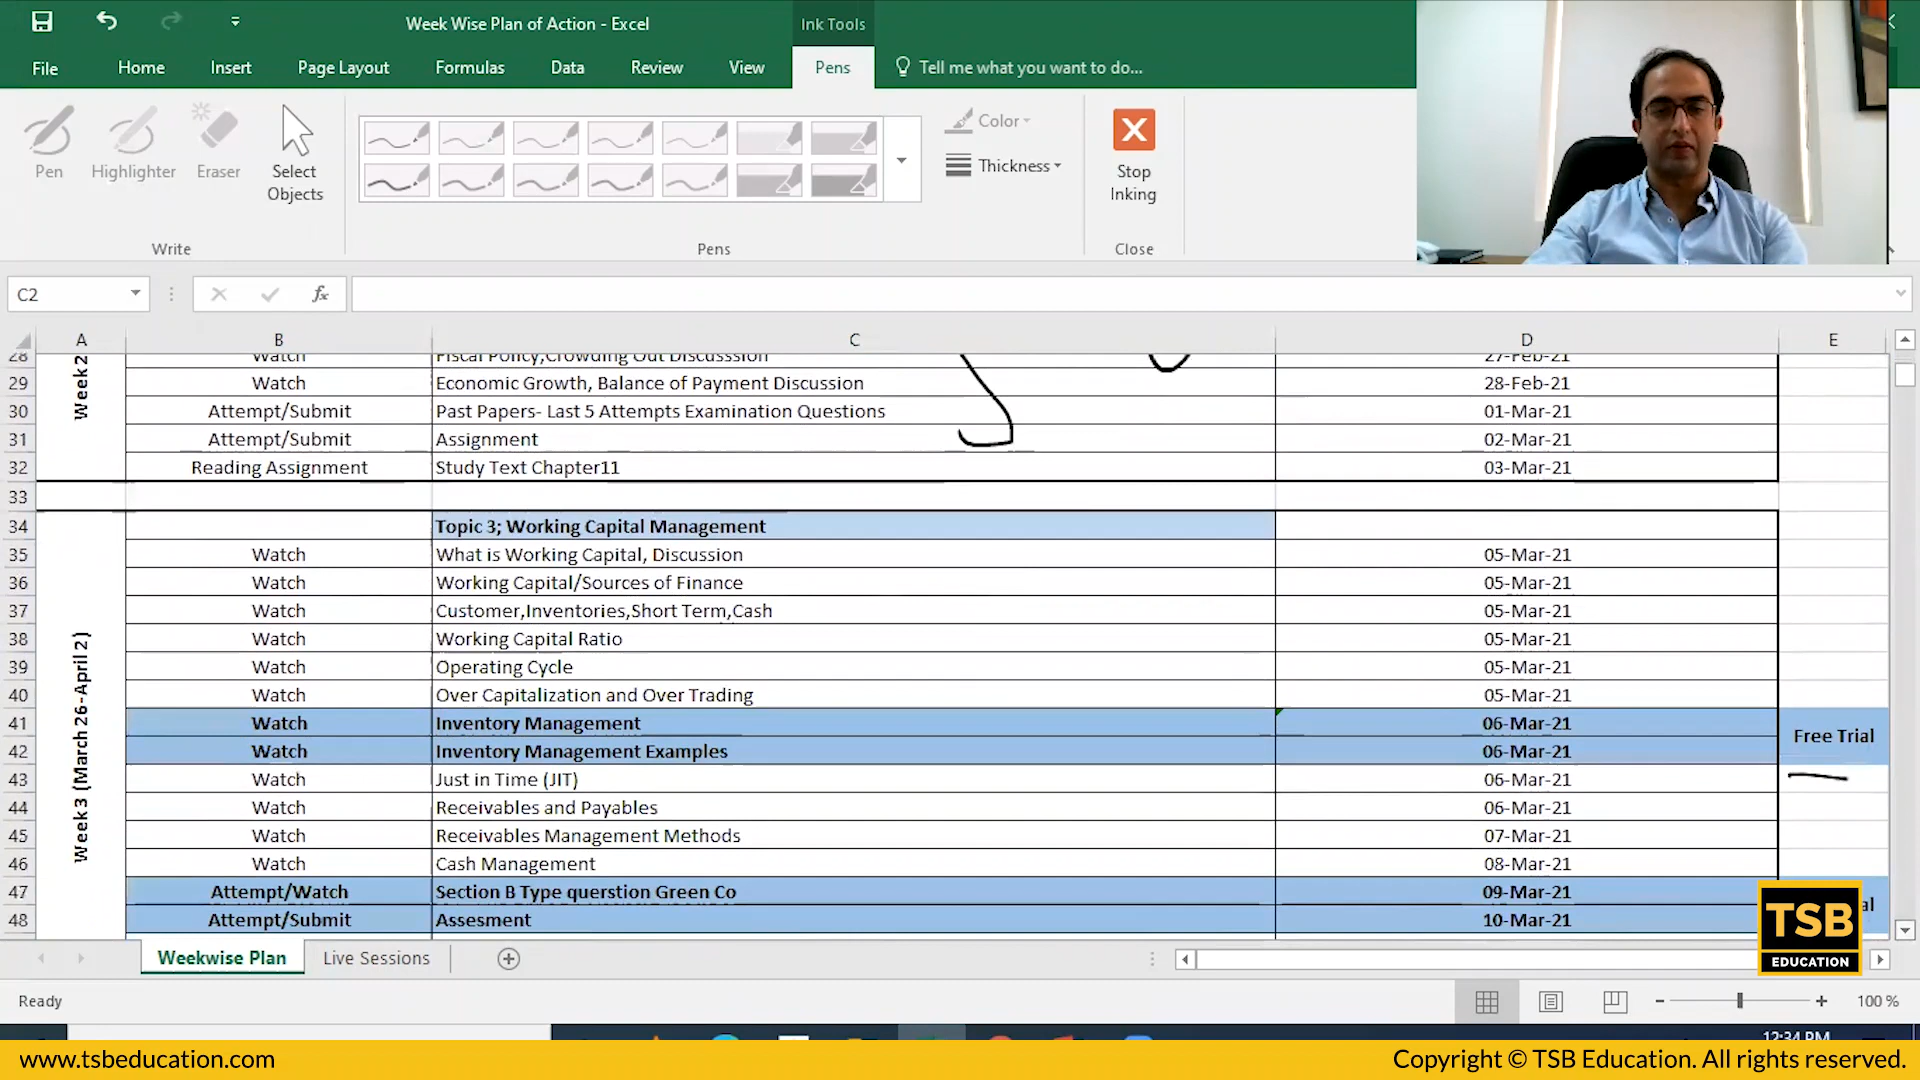 Week Wise Plan of Action - Excel
Ink Tools
File Home Insert Page Layout Formulas Data Review View Pens Tell me what you want to do...
Pen Highlighter Eraser Select Objects
Color
Thickness
Stop Inking
Write Pens Close
C2 fx
A B C D E
28 Watch Fiscal Policy,Crowding Out Discusssion 27-Feb-21
Week2
29 Watch Economic Growth, Balance of Payment Discussion 28-Feb-21
30 Attempt/Submit Past Papers- Last 5 Attempts Examination Questions 01-Mar-21
31 Attempt/Submit Assignment 02-Mar-21
32 Reading Assignment Study Text Chapter11 03-Mar-21
33
34 Topic 3; Working Capital Management
Week3 (March 26-April 2)
35 Watch What is Working Capital, Discussion 05-Mar-21
36 Watch Working Capital/Sources of Finance 05-Mar-21
37 Watch Customer,Inventories,Short Term,Cash 05-Mar-21
38 Watch Working Capital Ratio 05-Mar-21
39 Watch Operating Cycle 05-Mar-21
40 Watch Over Capitalization and Over Trading 05-Mar-21
41 Watch Inventory Management 06-Mar-21
Free Trial
42 Watch Inventory Management Examples 06-Mar-21
43 Watch Just in Time (JIT) 06-Mar-21
44 Watch Receivables and Payables 06-Mar-21
45 Watch Receivables Management Methods 07-Mar-21
46 Watch Cash Management 08-Mar-21
47 Attempt/Watch Section B Type querstion Green Co 09-Mar-21
48 Attempt/Submit Assesment 10-Mar-21
TSB
EDUCATION
Weekwise Plan Live Sessions
Ready 100 %
12:34 PM
www.tsbeducation.com
Copyright © TSB Education. All rights reserved.